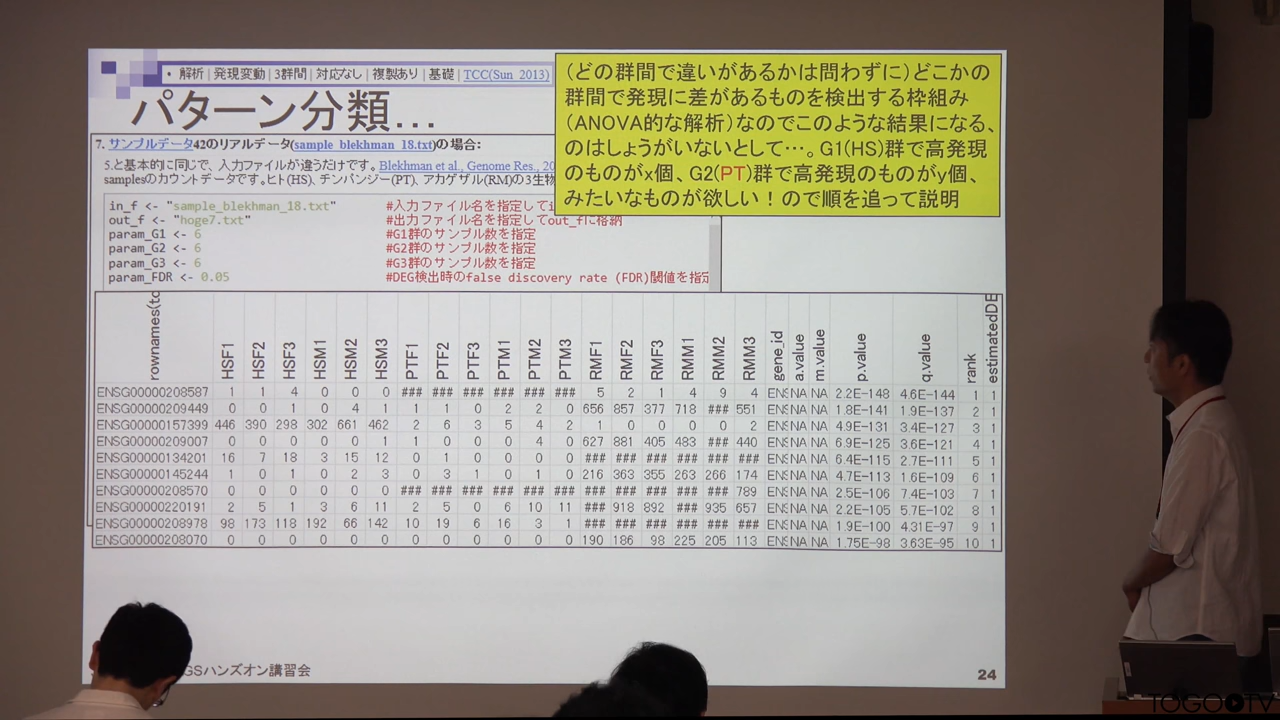 • 解析 | 発現変動 | 3群間 | 対応なし | 複製あり | 基礎 | TCC(Sun_2013)
パターン分類…
(どの群間で違いがあるかは問わずに)どこかの
群間で発現に差があるものを検出する枠組み
(ANOVA的な解析)なのでこのような結果になる、
のはしょうがいないとして…。G1(HS)群で高発現
のものがx個、G2(PT)群で高発現のものがy個、
みたいなものが欲しい！ので順を追って説明
7. サンプルデータ42のリアルデータ(sample_blekhman_18.txt)の場合:
5.と基本的に同じで、入力ファイルが違うだけです。Blekhman et al., Genome Res., 20
samplesのカウントデータです。ヒト(HS)、チンパンジー(PT)、アカゲザル(RM)の3生物
in_f <- "sample_blekhman_18.txt" #入力ファイル名を指定してi
out_f <- "hoge7.txt" #出力ファイル名を指定してout_fに格納
param_G1 <- 6 #G1群のサンプル数を指定
param_G2 <- 6 #G2群のサンプル数を指定
param_G3 <- 6 #G3群のサンプル数を指定
param_FDR <- 0.05 #DEG検出時のfalse discovery rate (FDR)閾値を指定
rownames(tc HSF1 HSF2 HSF3 HSM1 HSM2 HSM3 PTF1 PTF2 PTF3 PTM1 PTM2 PTM3 RMF1 RMF2 RMF3 RMM1 RMM2 RMM3 gene_id a.value m.value p.value q.value rank estimatedDE
ENSG00000208587 1 1 4 0 0 0 ### ### ### ### ### ### 5 2 1 4 9 4 ENS NA NA 2.2E-148 4.6E-144 1 1
ENSG00000209449 0 0 1 0 4 1 1 1 0 2 2 0 656 857 377 718 ### 551 ENS NA NA 1.8E-141 1.9E-137 2 1
ENSG00000157399 446 390 298 302 661 462 2 6 3 5 4 2 1 0 0 0 0 2 ENS NA NA 4.9E-131 3.4E-127 3 1
ENSG00000209007 0 0 0 0 0 1 1 0 0 0 4 0 627 881 405 483 ### 440 ENS NA NA 6.9E-125 3.6E-121 4 1
ENSG00000134201 16 7 18 3 15 12 0 1 0 0 0 0 ### ### ### ### ### ### ENS NA NA 6.4E-115 2.7E-111 5 1
ENSG00000145244 1 0 1 0 2 3 0 3 1 0 1 0 216 363 355 263 266 174 ENS NA NA 4.7E-113 1.6E-109 6 1
ENSG00000208570 0 0 0 0 0 0 ### ### ### ### ### ### ### ### ### ### ### 789 ENS NA NA 2.5E-106 7.4E-103 7 1
ENSG00000220191 2 5 1 3 6 11 2 5 0 6 10 11 ### 918 892 ### 935 657 ENS NA NA 2.2E-105 5.7E-102 8 1
ENSG00000208978 98 173 118 192 66 142 10 19 6 16 3 1 ### ### ### ### ### ### ENS NA NA 1.9E-100 4.31E-97 9 1
ENSG00000208070 0 0 0 0 0 0 0 0 0 0 0 0 190 186 98 225 205 113 ENS NA NA 1.75E-98 3.63E-95 10 1
GSハンズオン講習会
24
TOGOTV